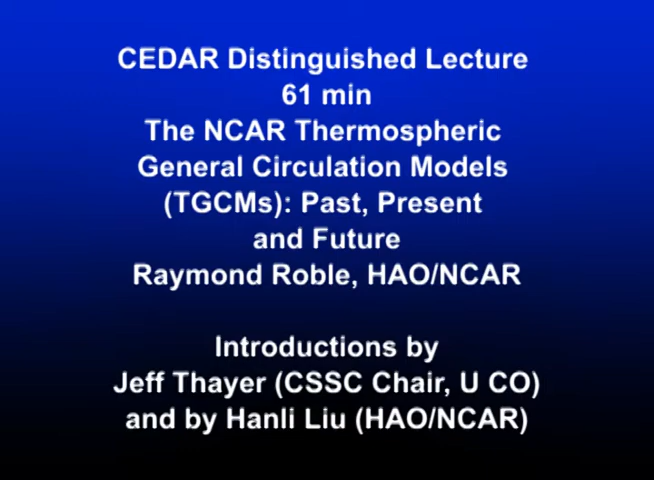 CEDAR Distinguished Lecture
61 min
The NCAR Thermospheric
General Circulation Models
(TGCMs): Past, Present
and Future
Raymond Roble, HAO/NCAR
Introductions by
Jeff Thayer (CSSC Chair, U CO)
and by Hanli Liu (HAO/NCAR)